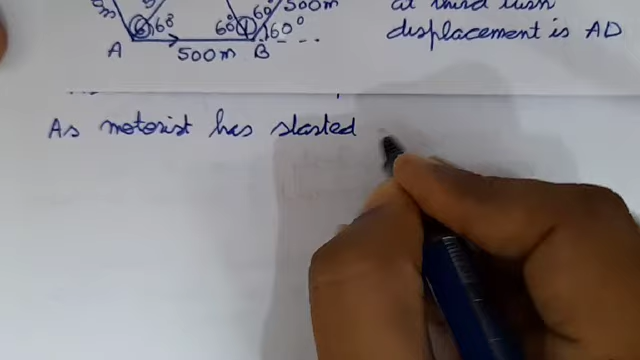 500m
at third turn
60°
60°
60
60°
displacement is AD
A
500m
B
As motorist has started